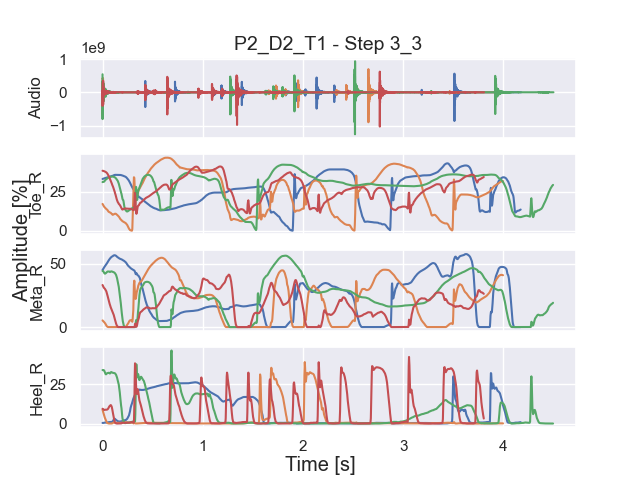 P2_D2_T1 - Step 3_3
1e9
Audio
1
0
−1
Amplitude [%]
Toe_R
25
0
Meta_R
50
0
Heel_R
25
0
0 1 2 3 4
Time [s]